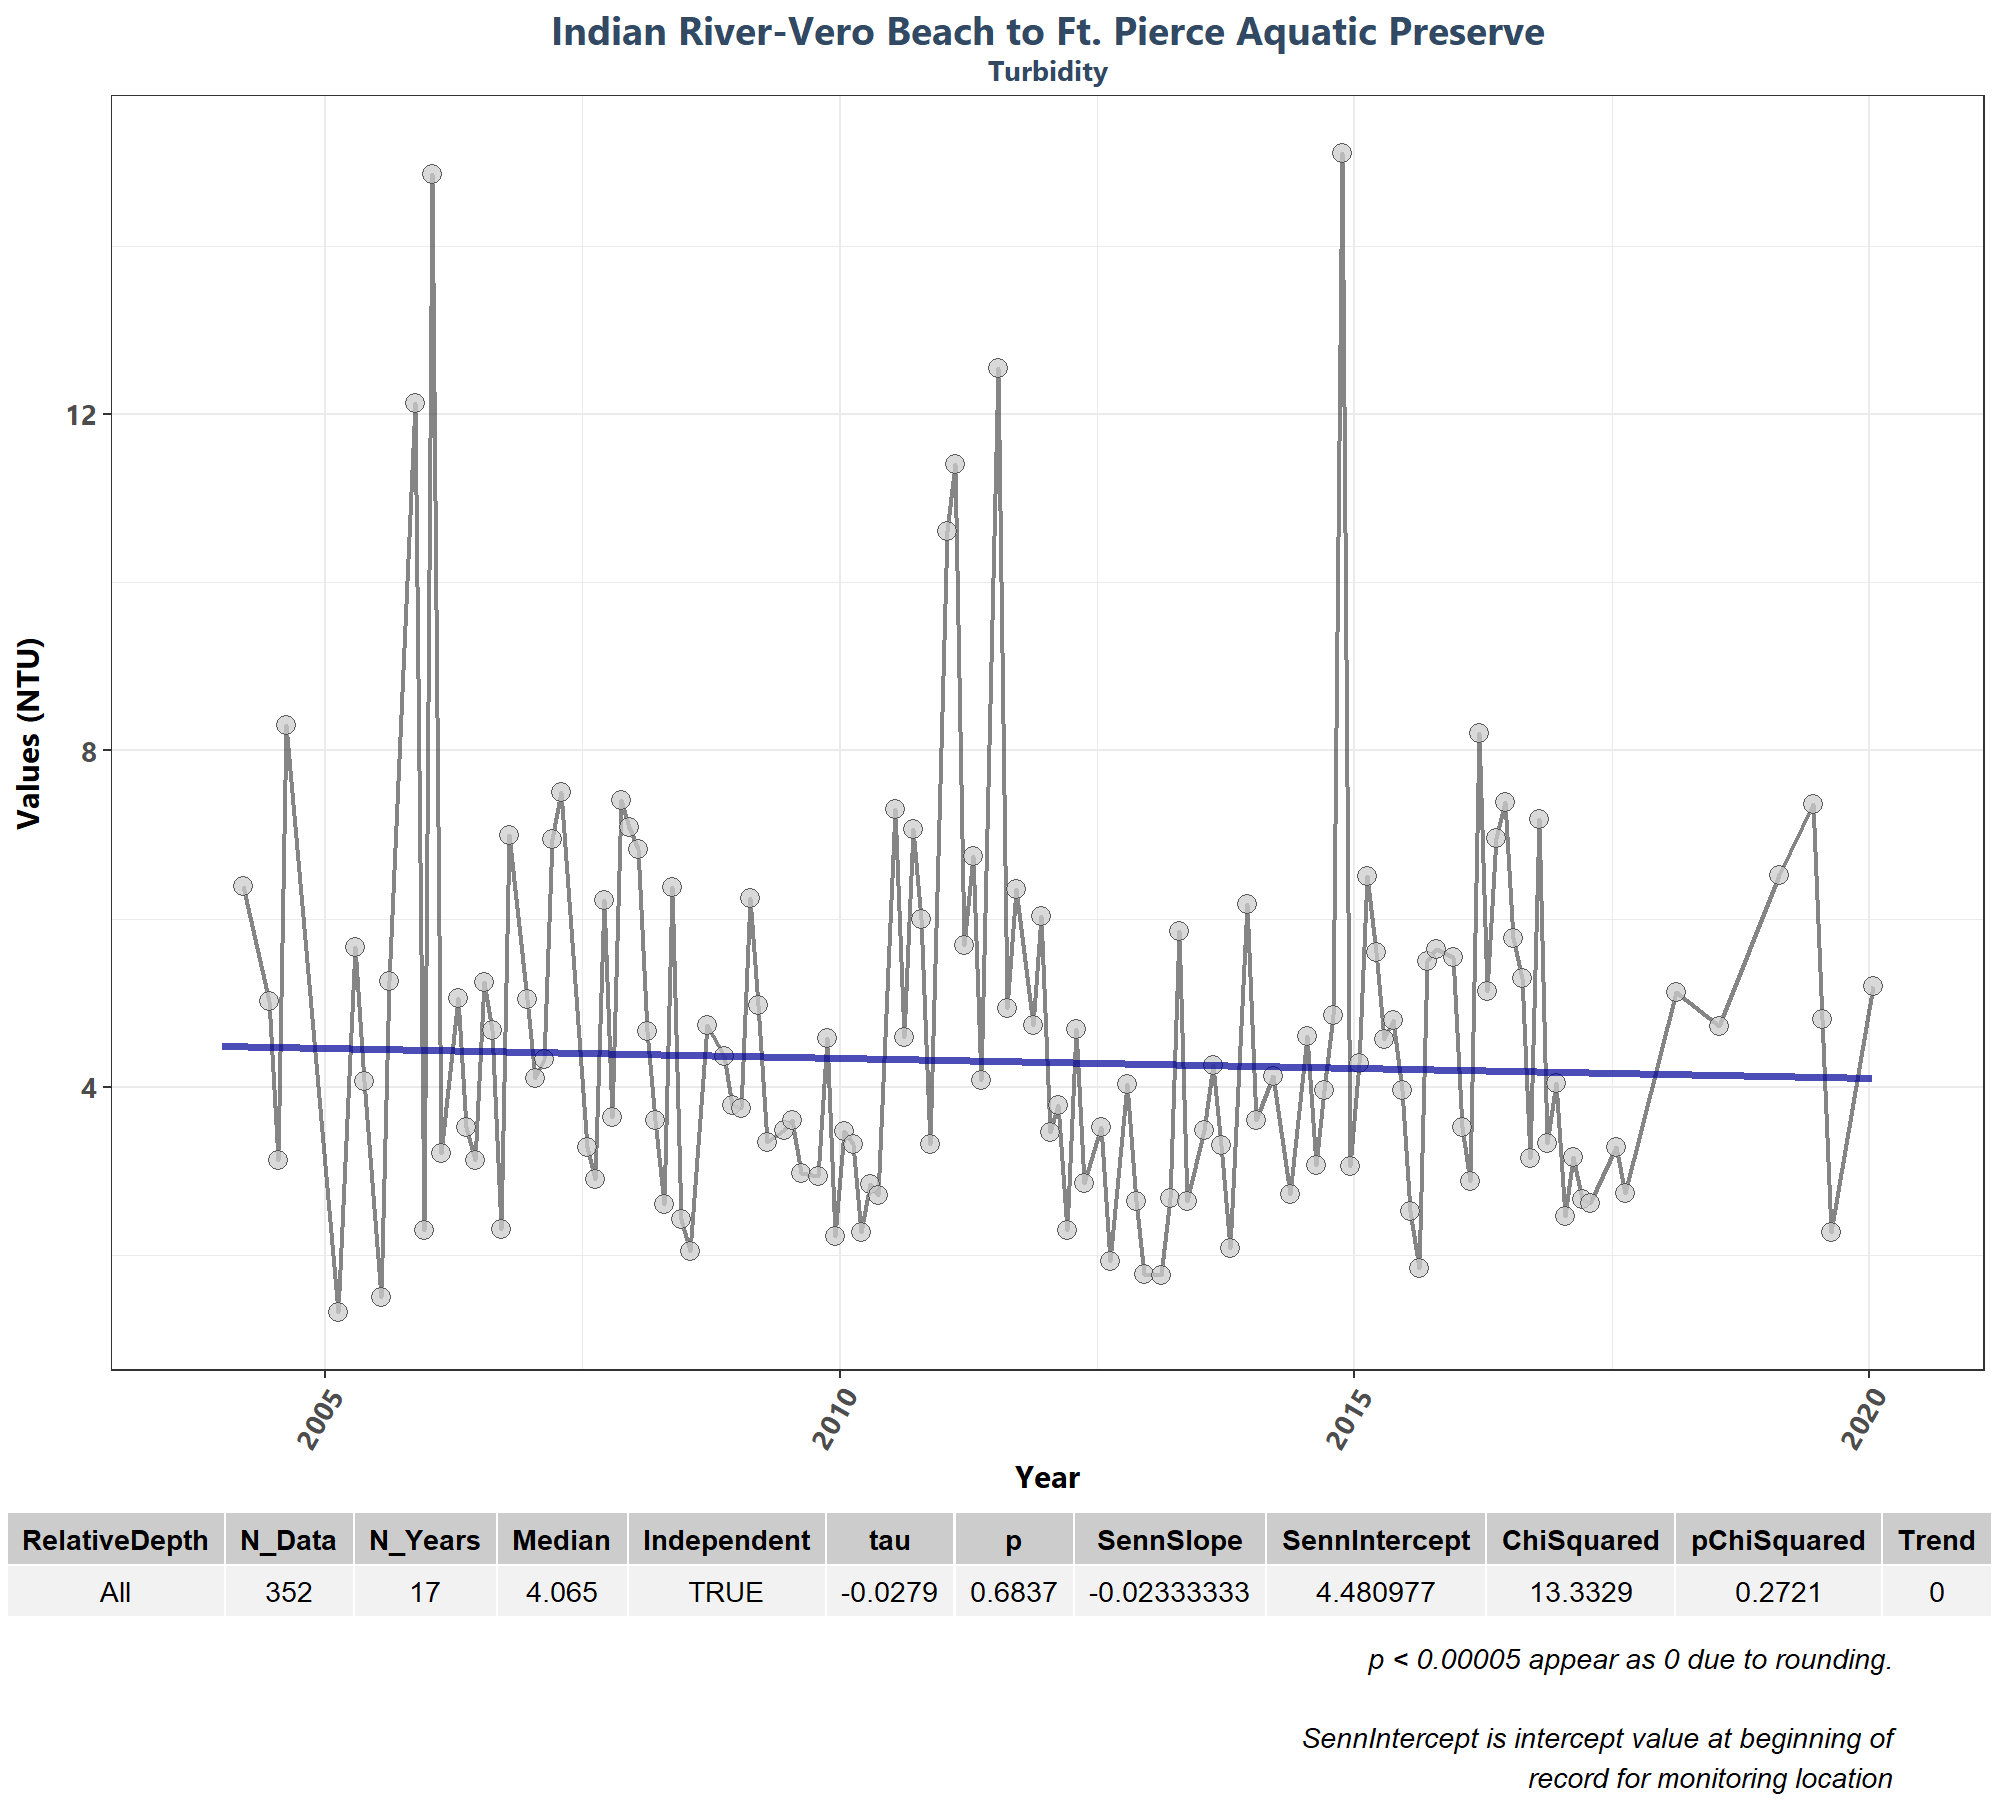 Indian River-Vero Beach to Ft. Pierce Aquatic Preserve
Turbidity
Values (NTU)
12
8
4
2005
2010
2015
2020
Year
RelativeDepth N_Data N_Years Median Independent tau p SennSlope SennIntercept ChiSquared pChiSquared Trend
All 352 17 4.065 TRUE -0.0279 0.6837 -0.02333333 4.480977 13.3329 0.2721 0
p < 0.00005 appear as 0 due to rounding.
SennIntercept is intercept value at beginning of
record for monitoring location